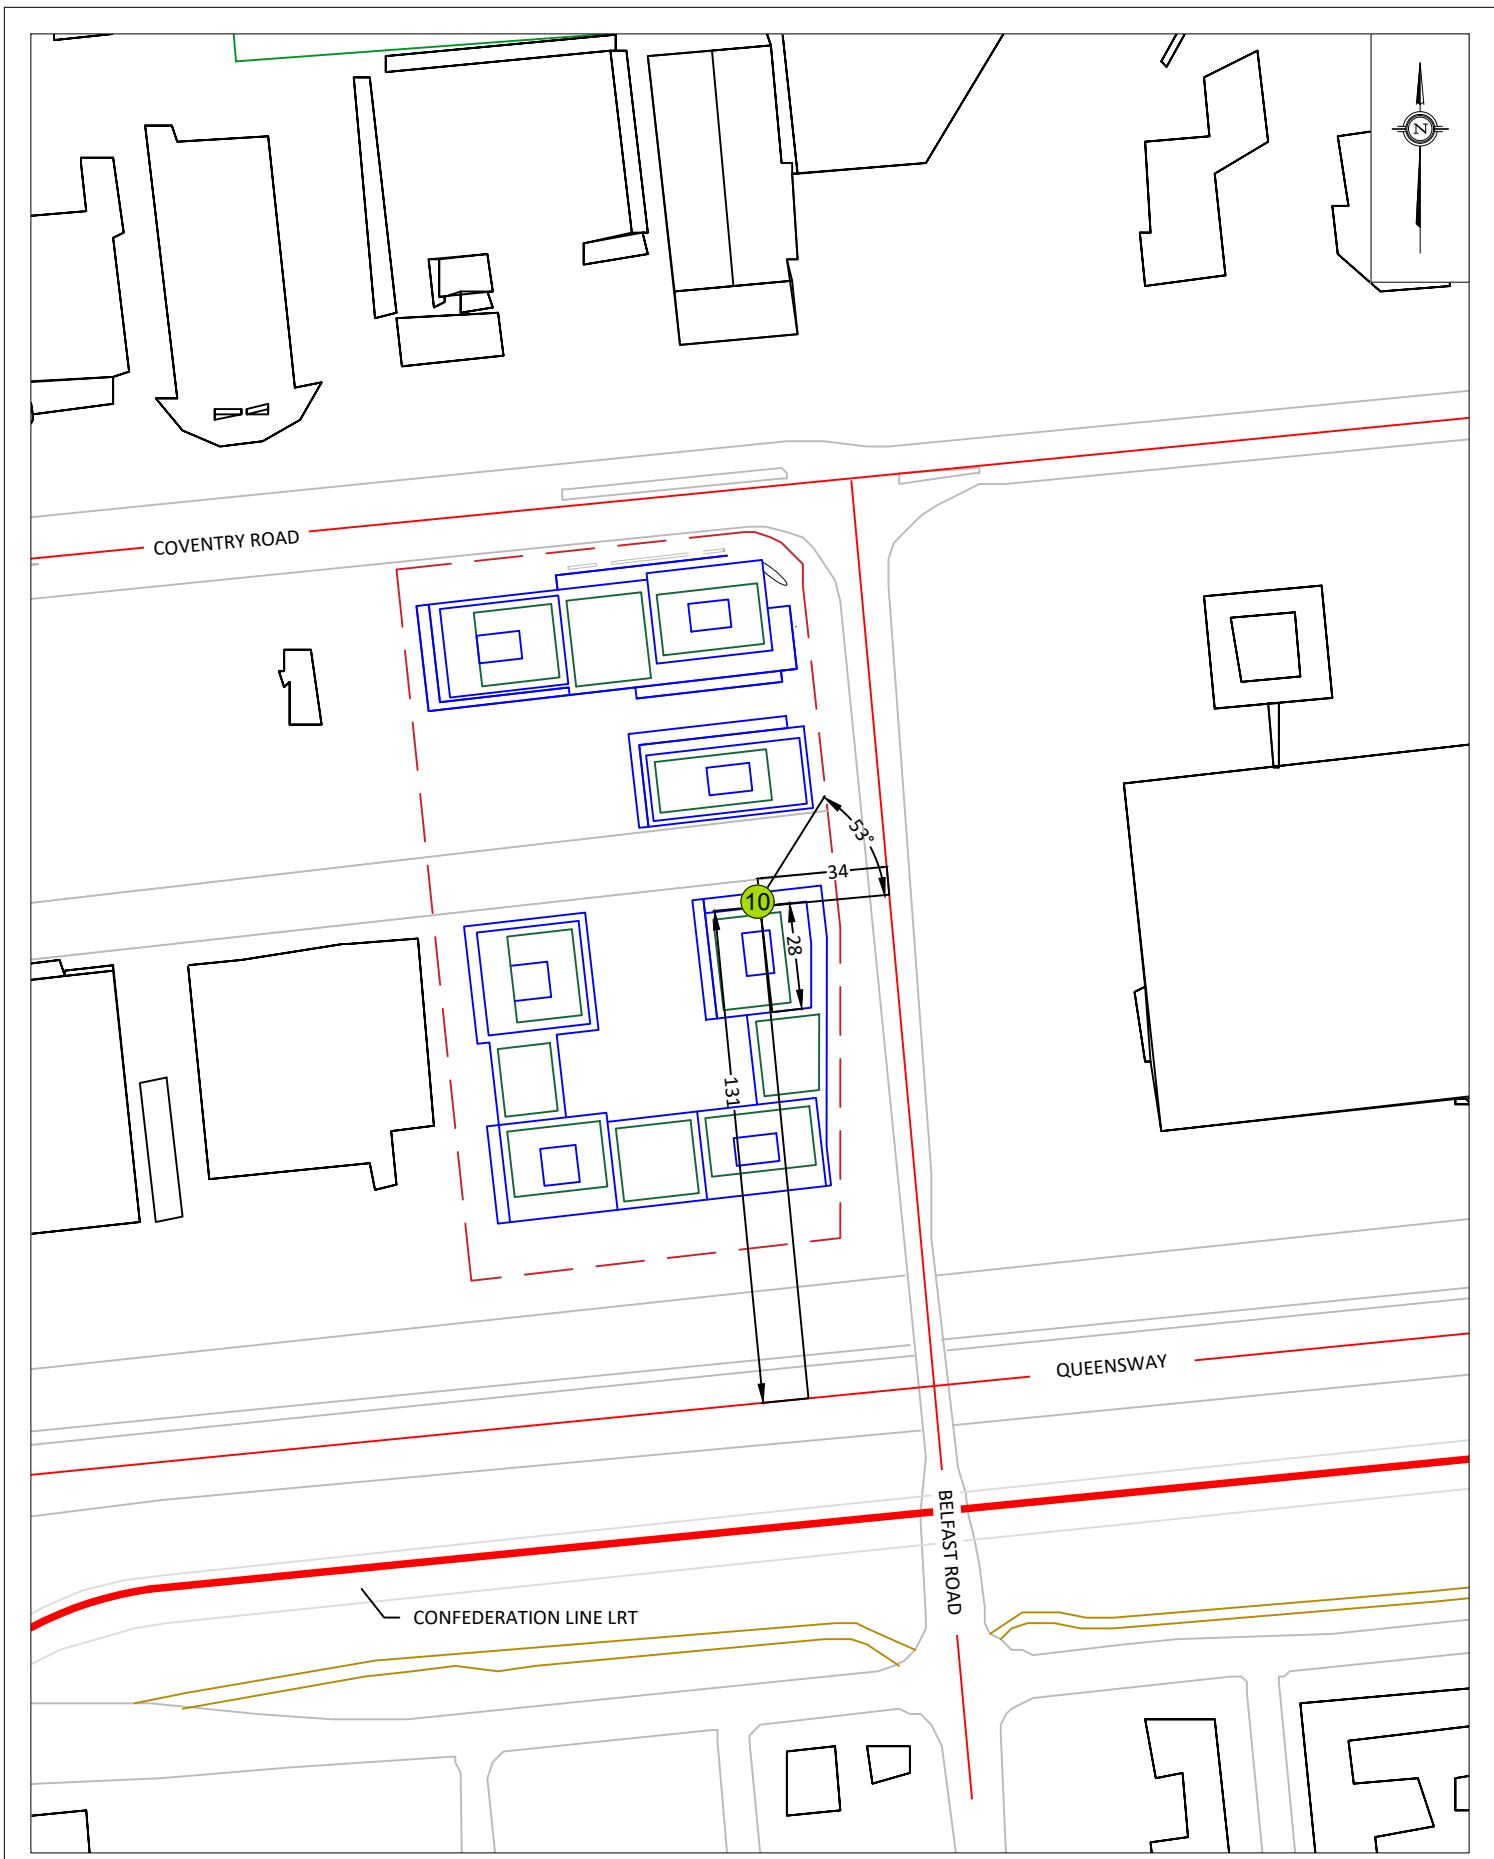 N
COVENTRY ROAD
53°
34
10
28
131
QUEENSWAY
BELFAST ROAD
CONFEDERATION LINE LRT